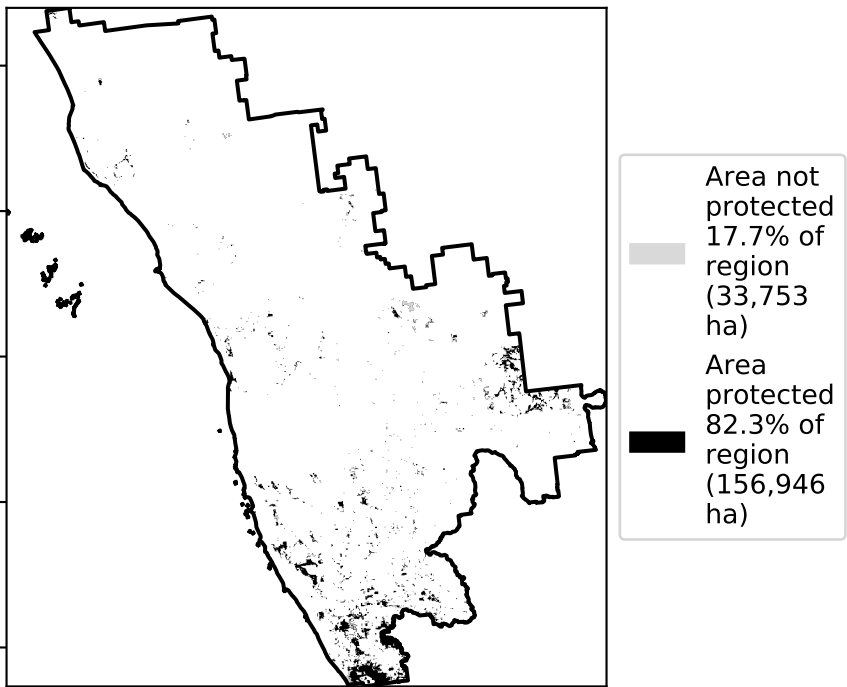 Area not
protected
17.7% of
region
(33,753
ha)
Area
protected
82.3% of
region
(156,946
ha)